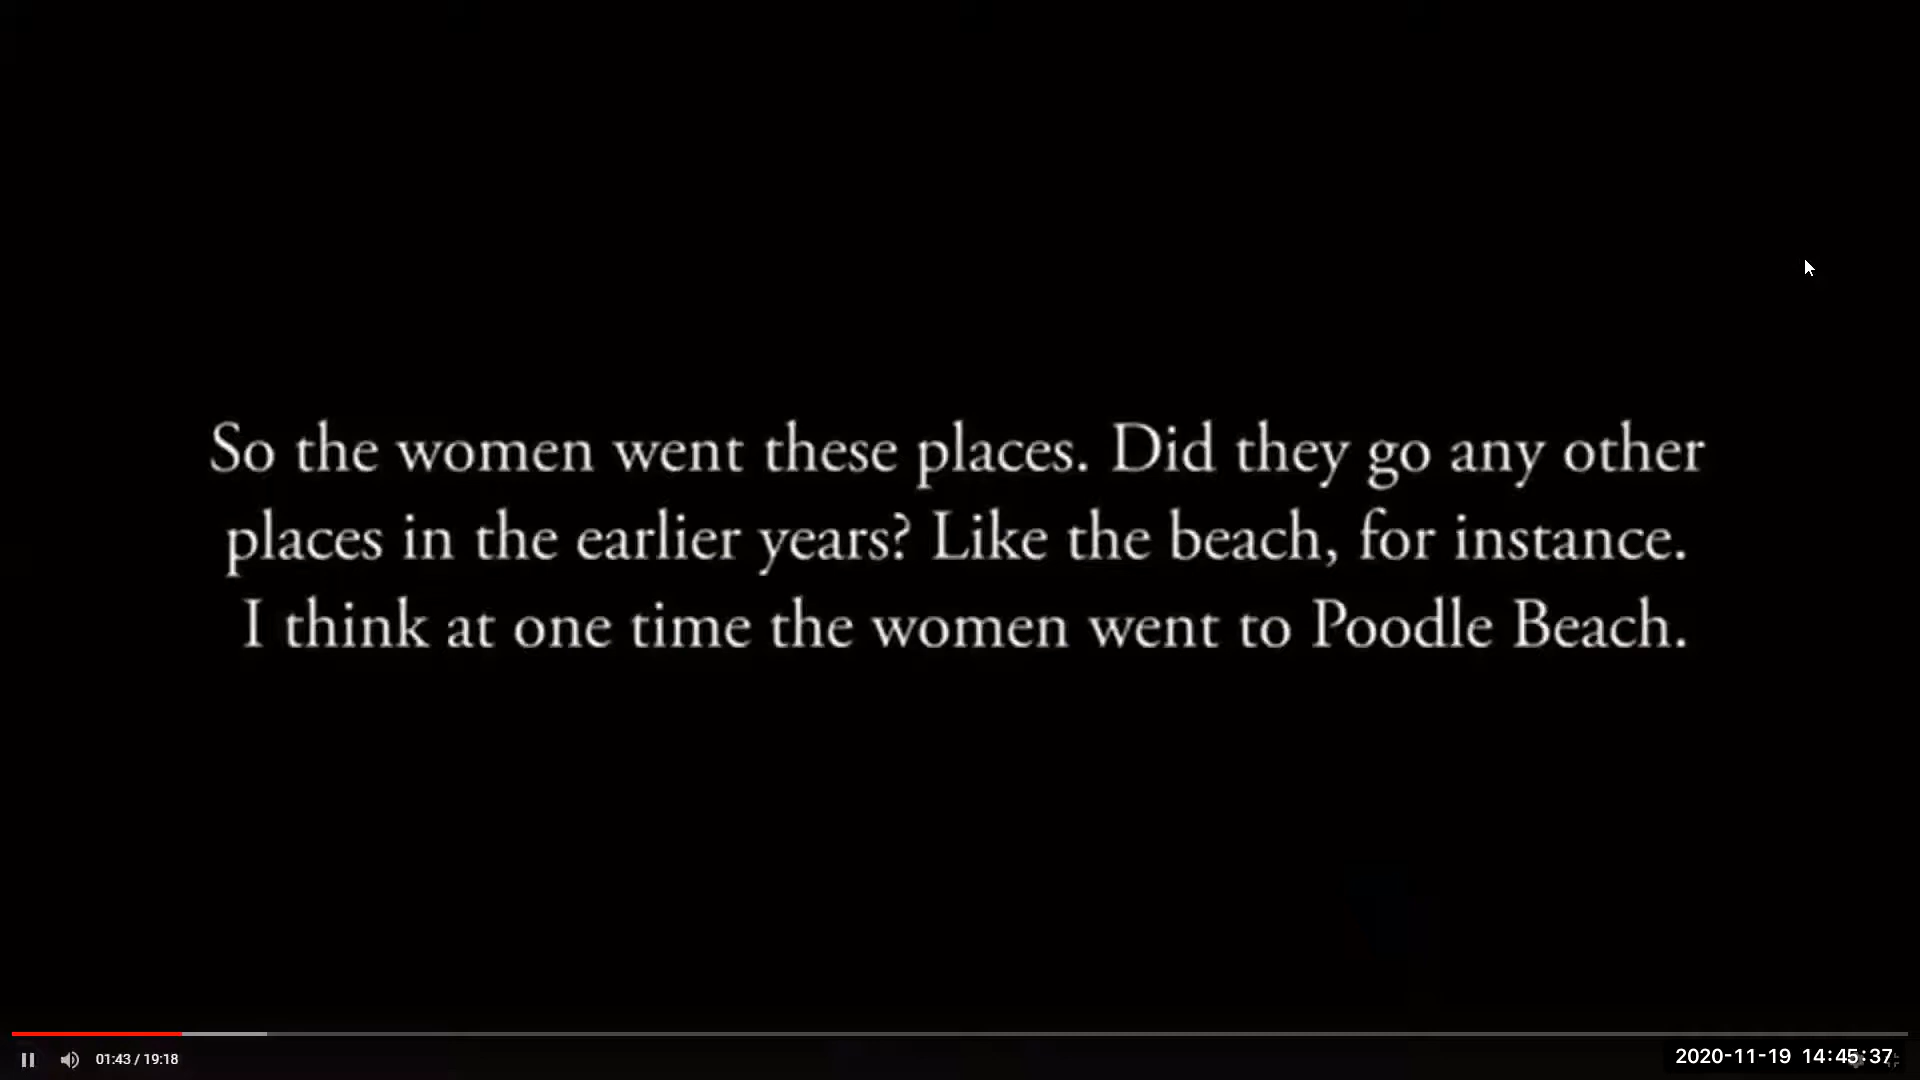 So the women went these places. Did they go any other
places in the earlier years? Like the beach, for instance.
I think at one time the women went to Poodle Beach.
01:43 / 19:18
2020-11-19 14:45:37